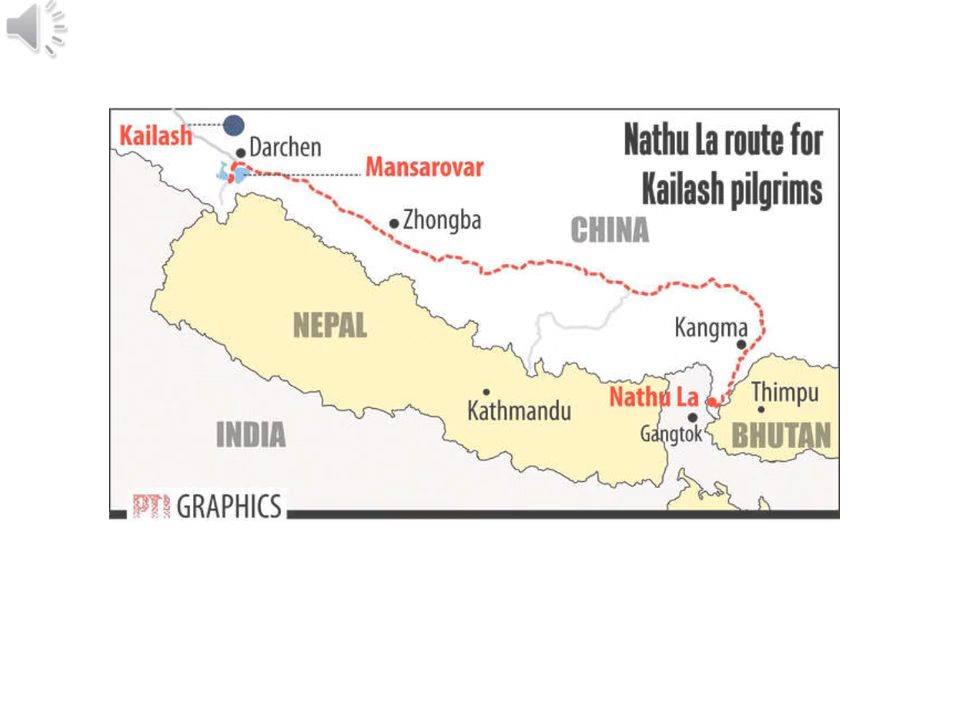 Nathu La route for
Kailash pilgrims
Kailash
Darchen
Mansarovar
Zhongba
CHINA
NEPAL
Kangma
Kathmandu
Nathu La
Thimpu
Gangtok
BHUTAN
INDIA
PTI GRAPHICS